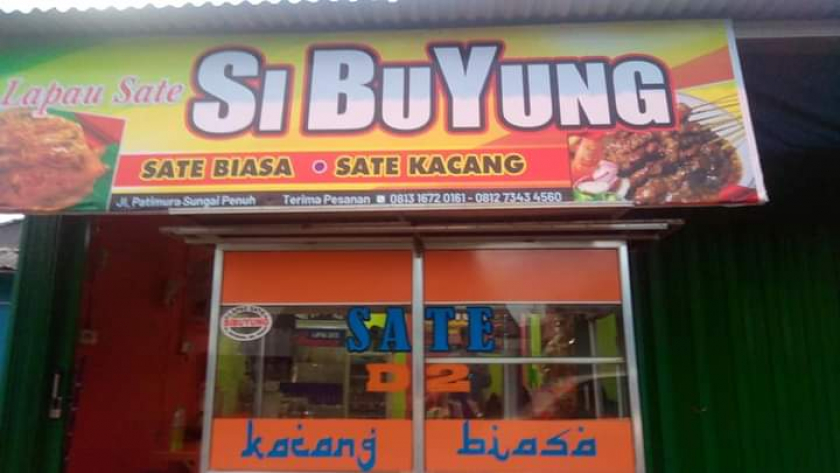 Lapau Sate SI BUYUNG
SATE BIASA • SATE KACANG
Jl. Patimura Sungai Penuh Terima Pesanan 0813 1672 0161 - 0812 7343 4560
SIBUYUNG
SATE
D2
kacang biasa